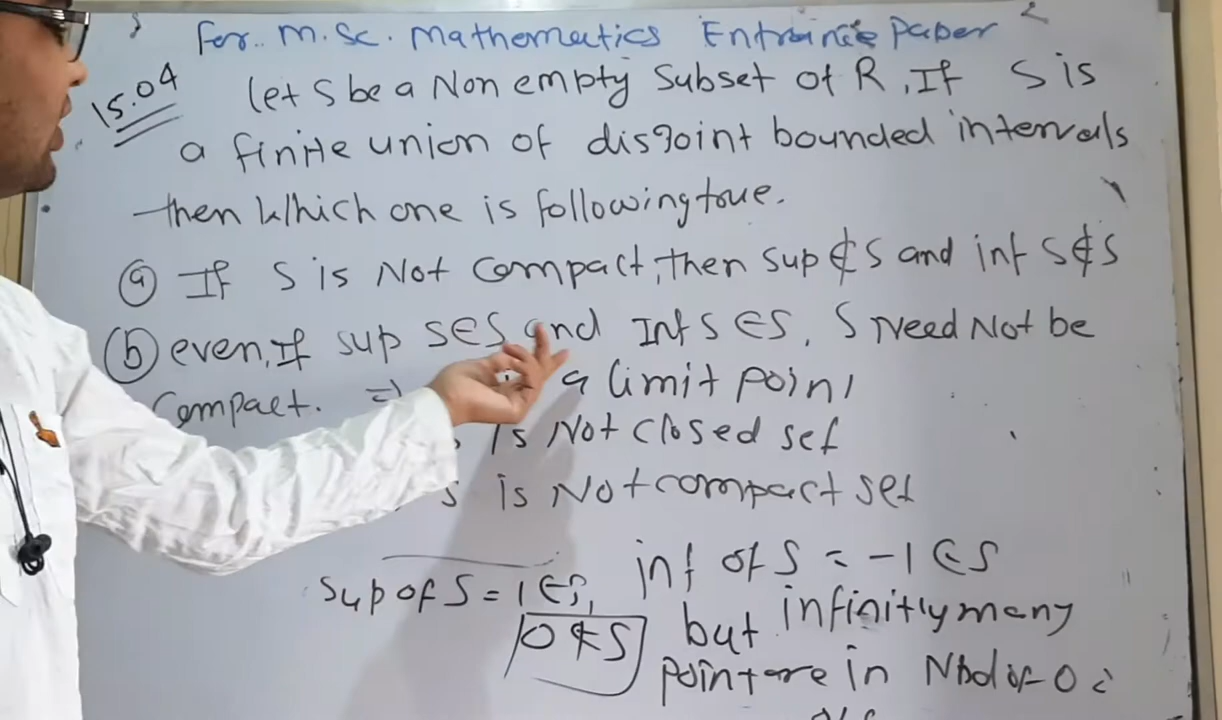 For.. M.Sc. Mathematics Entrance Paper
15.04
Let S be a Non empty Subset of R, If S is
a finite union of disjoint bounded intervals
then Which one is following true.
(a) If S is Not Compact, then Sup ∉ S and inf S ∉ S
(b) even, If sup S ∈ S and Inf S ∈ S, S Need Not be
Compact. ⇒ a limit point
is Not closed set
s is Not compact set
Sup of S = 1 ∈ S, inf of S = -1 ∈ S
0 ∉ S but infinitly many
point are in Nbd of 0